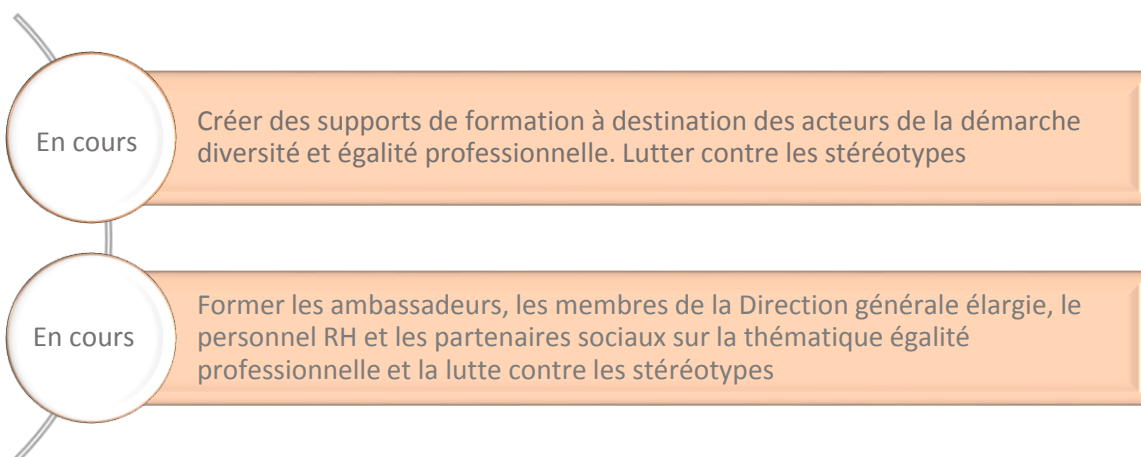 En cours
Créer des supports de formation à destination des acteurs de la démarche
diversité et égalité professionnelle. Lutter contre les stéréotypes
En cours
Former les ambassadeurs, les membres de la Direction générale élargie, le
personnel RH et les partenaires sociaux sur la thématique égalité
professionnelle et la lutte contre les stéréotypes